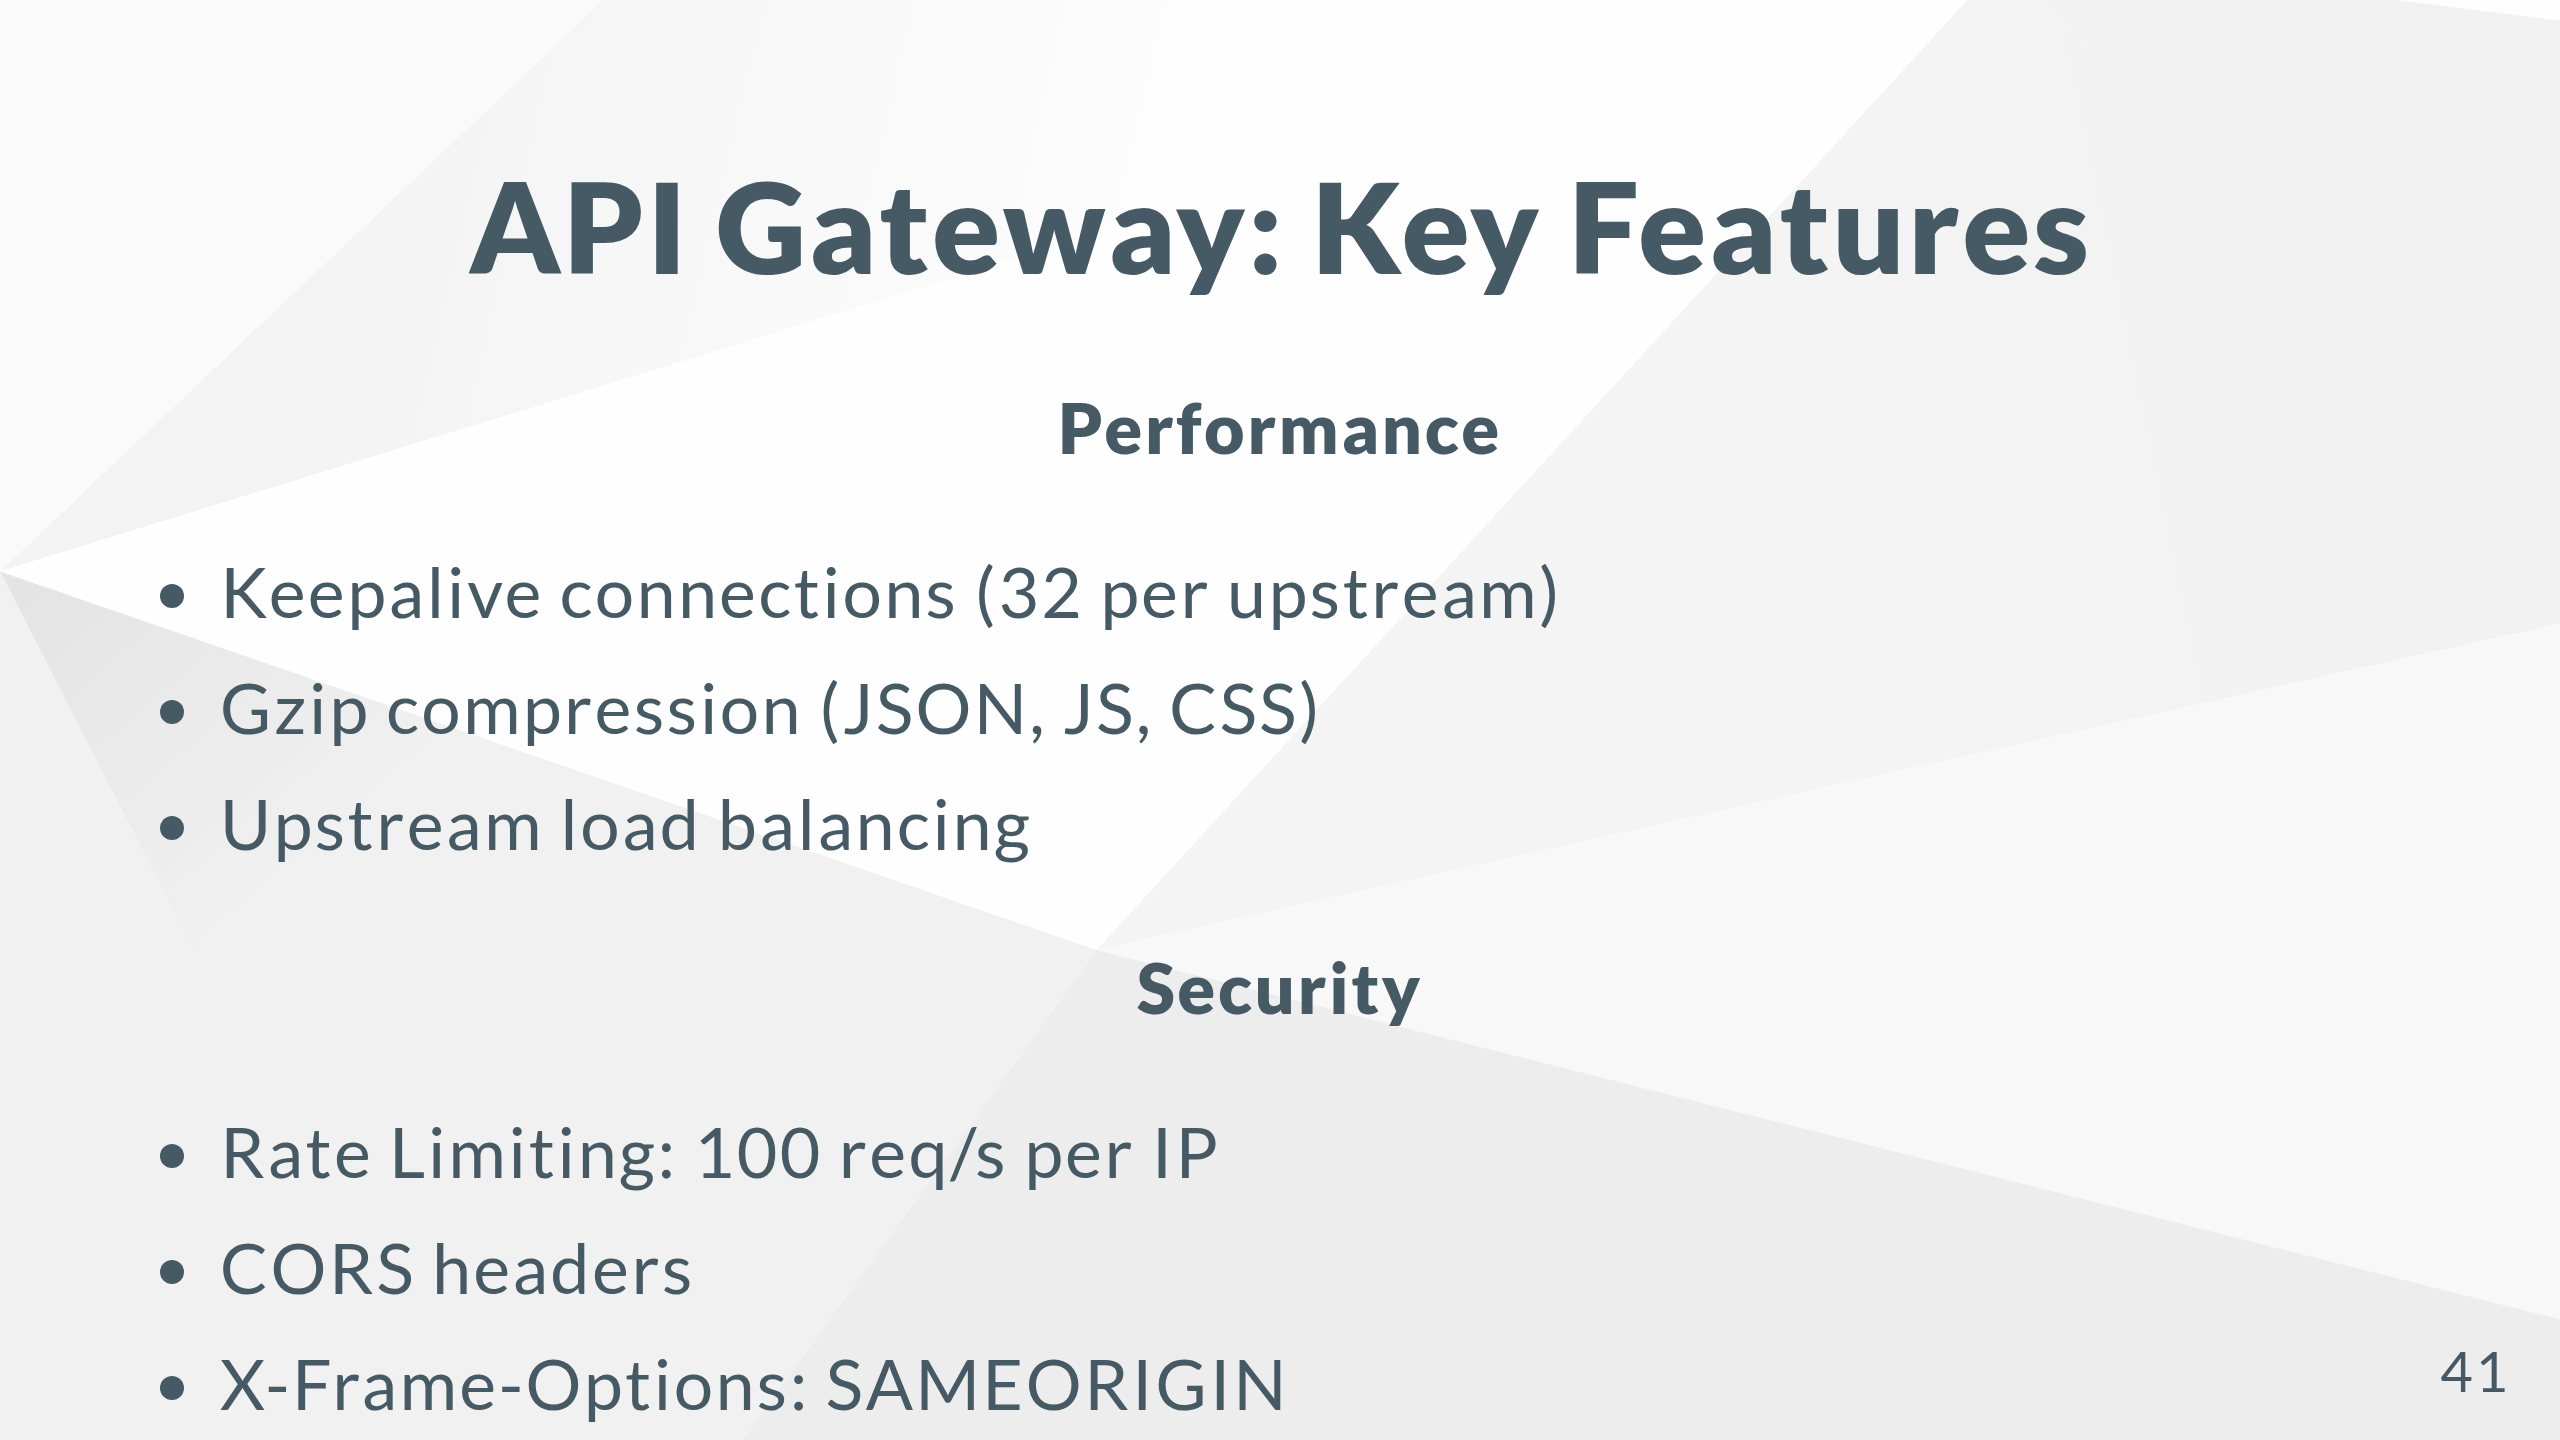 API Gateway: Key Features
Performance
• Keepalive connections (32 per upstream)
• Gzip compression (JSON, JS, CSS)
• Upstream load balancing
Security
• Rate Limiting: 100 req/s per IP
• CORS headers
• X-Frame-Options: SAMEORIGIN
41